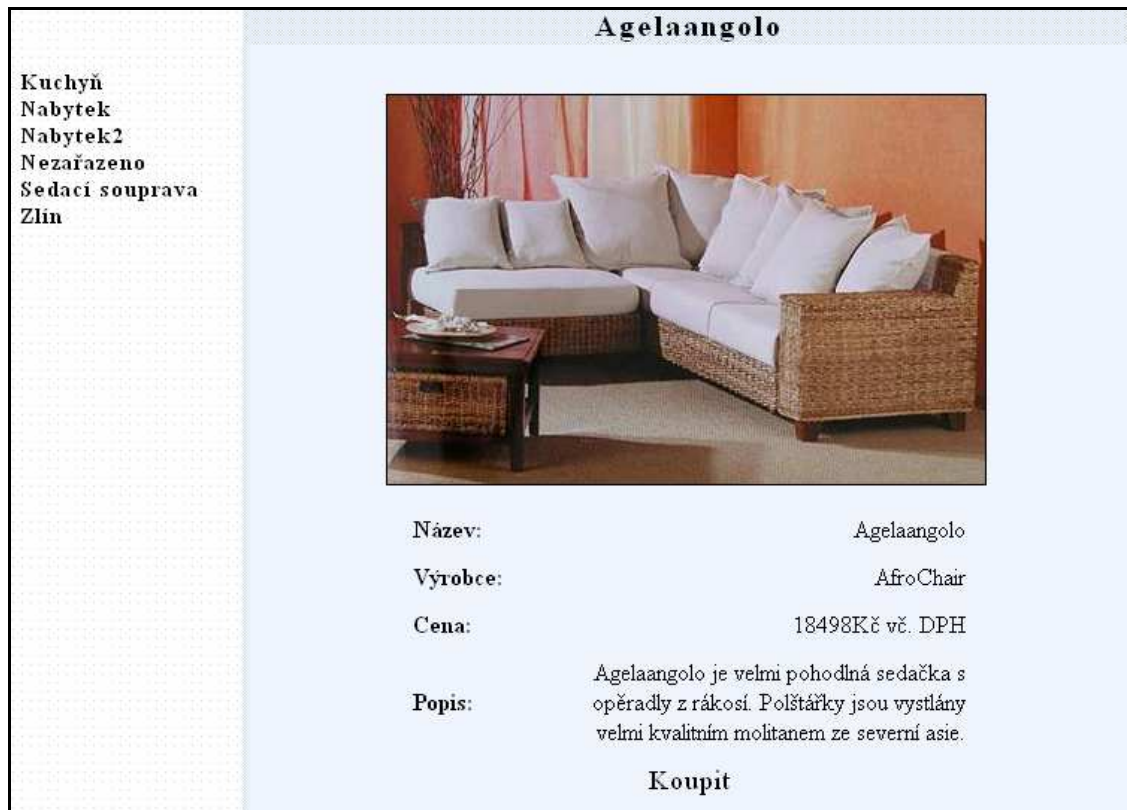 Agelaangolo
Kuchyň
Nabytek
Nabytek2
Nezařazeno
Sedací souprava
Zlín
Název: Agelaangolo
Výrobce: AfroChair
Cena: 18498Kč vč. DPH
Popis: Agelaangolo je velmi pohodlná sedačka s
opěradly z rákosí. Polštářky jsou vystlány
velmi kvalitním molitanem ze severní asie.
Koupit